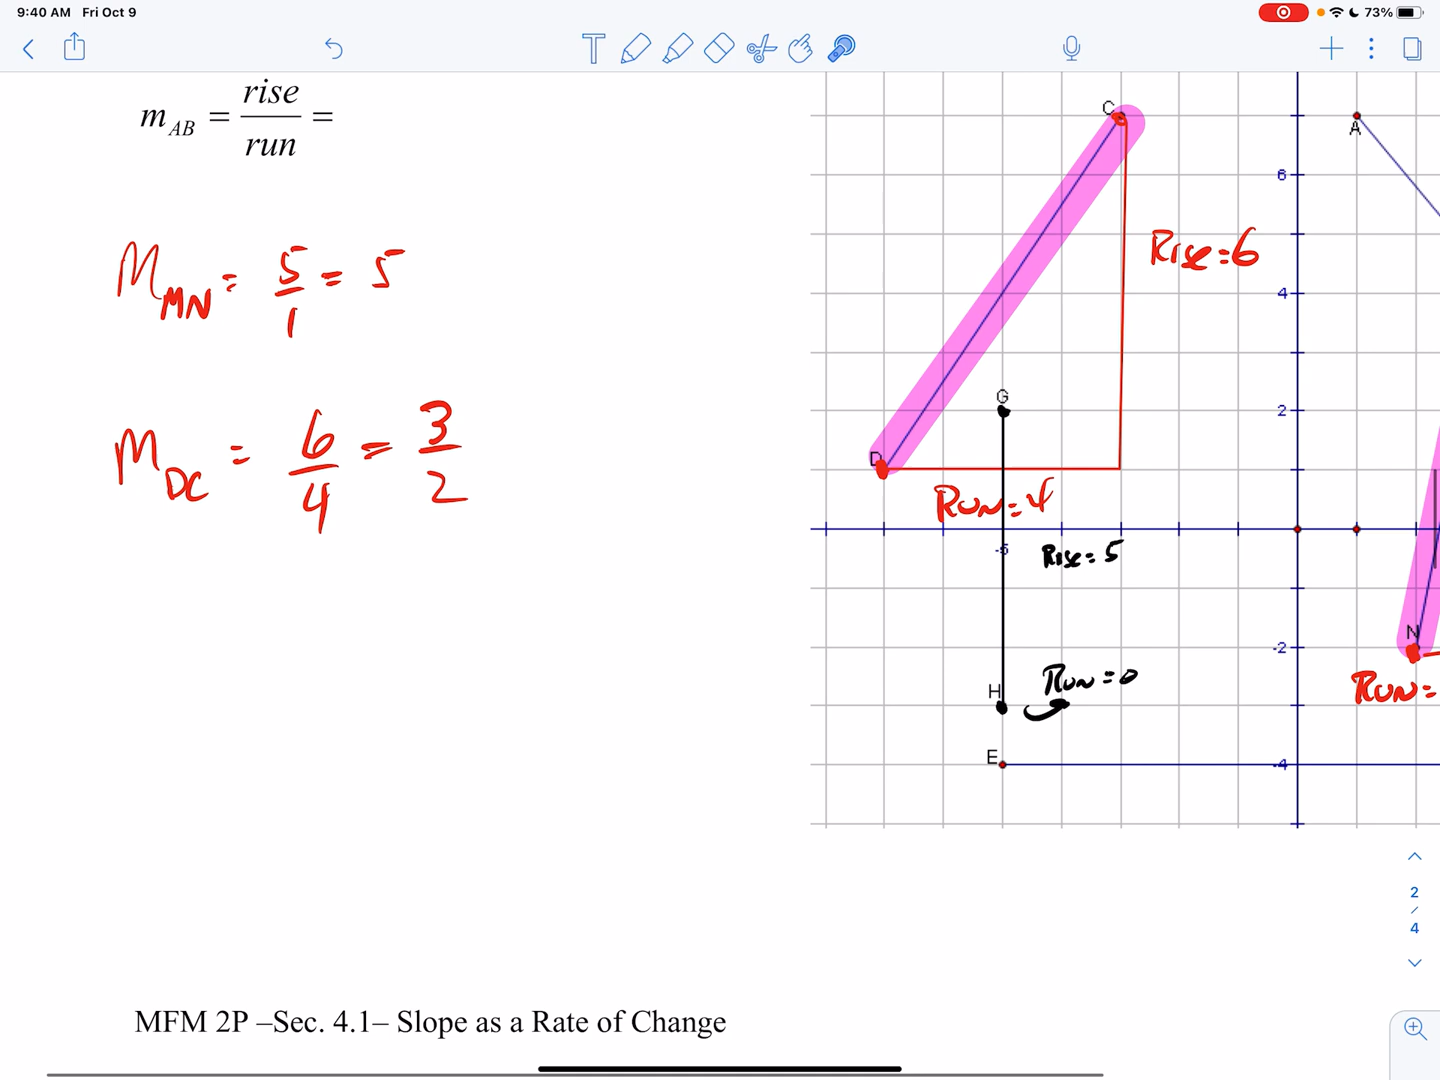 9:40 AM Fri Oct 9
73%
m_AB = rise/run =
M_MN = 5/1 = 5
M_DC = 6/4 = 3/2
C
A
6
Rise=6
4
G
2
D
Run=4
-5
Rise=5
N
-2
H
Run=0
Run=
E
-4
2
/
4
MFM 2P –Sec. 4.1– Slope as a Rate of Change